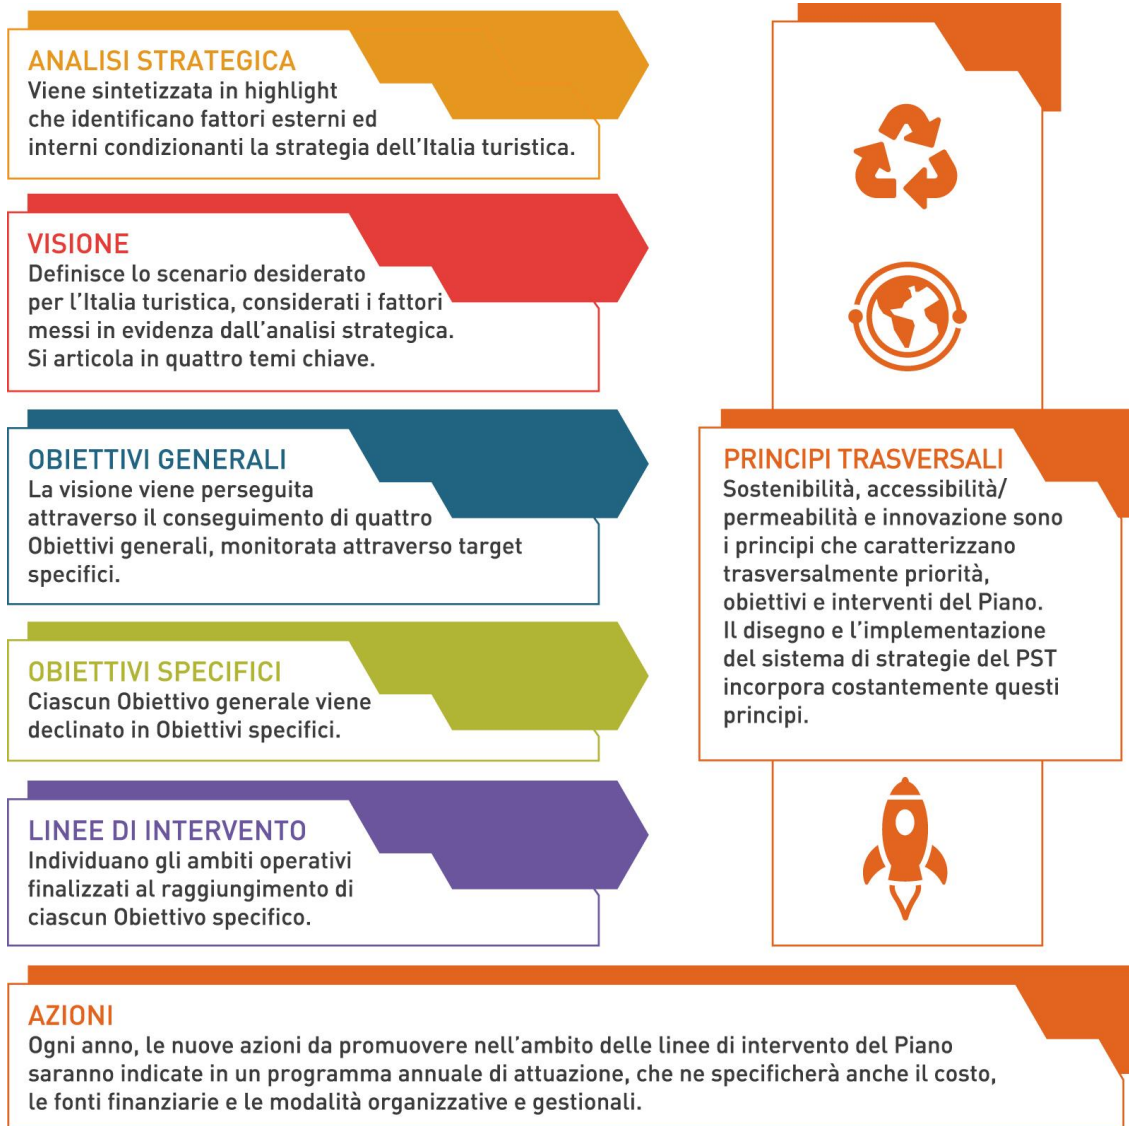 ANALISI STRATEGICA
Viene sintetizzata in highlight
che identificano fattori esterni ed
interni condizionanti la strategia dell’Italia turistica.
VISIONE
Definisce lo scenario desiderato
per l’Italia turistica, considerati i fattori
messi in evidenza dall’analisi strategica.
Si articola in quattro temi chiave.
OBIETTIVI GENERALI
La visione viene perseguita
attraverso il conseguimento di quattro
Obiettivi generali, monitorata attraverso target
specifici.
OBIETTIVI SPECIFICI
Ciascun Obiettivo generale viene
declinato in Obiettivi specifici.
LINEE DI INTERVENTO
Individuano gli ambiti operativi
finalizzati al raggiungimento di
ciascun Obiettivo specifico.
PRINCIPI TRASVERSALI
Sostenibilità, accessibilità/
permeabilità e innovazione sono
i principi che caratterizzano
trasversalmente priorità,
obiettivi e interventi del Piano.
Il disegno e l’implementazione
del sistema di strategie del PST
incorpora costantemente questi
principi.
AZIONI
Ogni anno, le nuove azioni da promuovere nell’ambito delle linee di intervento del Piano
saranno indicate in un programma annuale di attuazione, che ne specificherà anche il costo,
le fonti finanziarie e le modalità organizzative e gestionali.